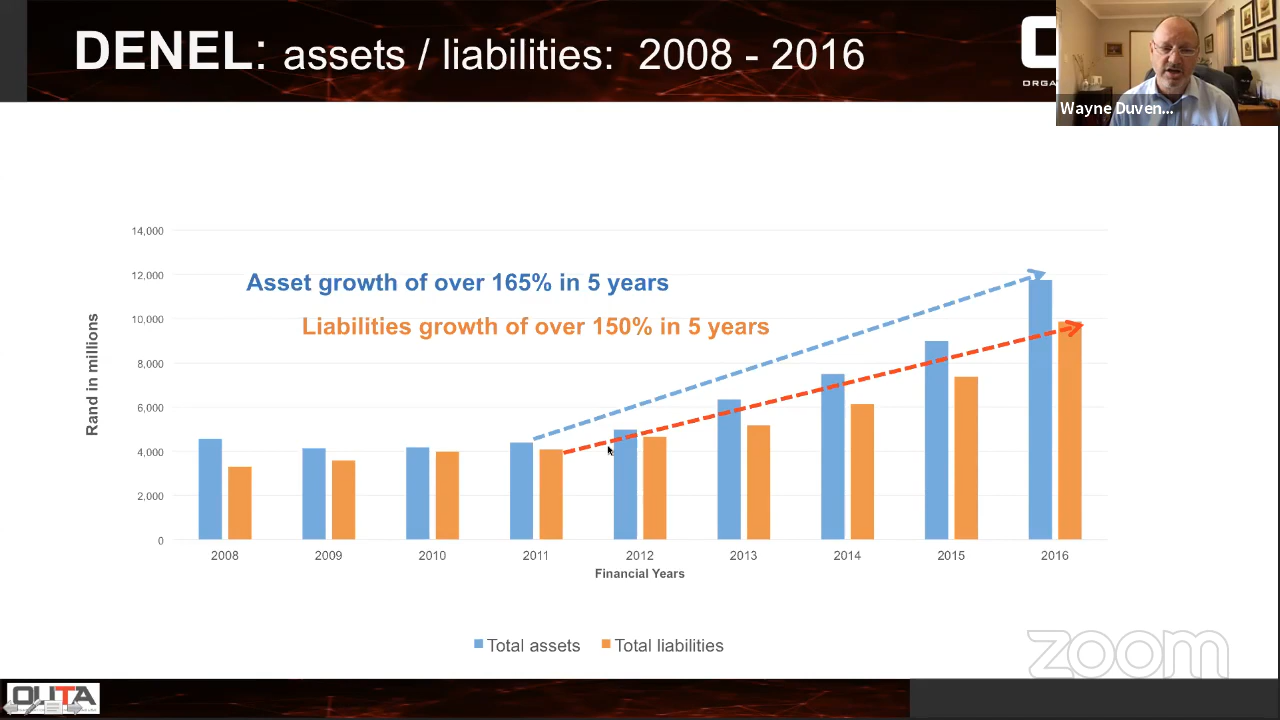 DENEL: assets / liabilities: 2008 - 2016
ORGA
Wayne Duven...
14,000
12,000
10,000
8,000
6,000
4,000
2,000
0
Rand in millions
Asset growth of over 165% in 5 years
Liabilities growth of over 150% in 5 years
2008 2009 2010 2011 2012 2013 2014 2015 2016
Financial Years
Total assets Total liabilities
zoom
OUTA